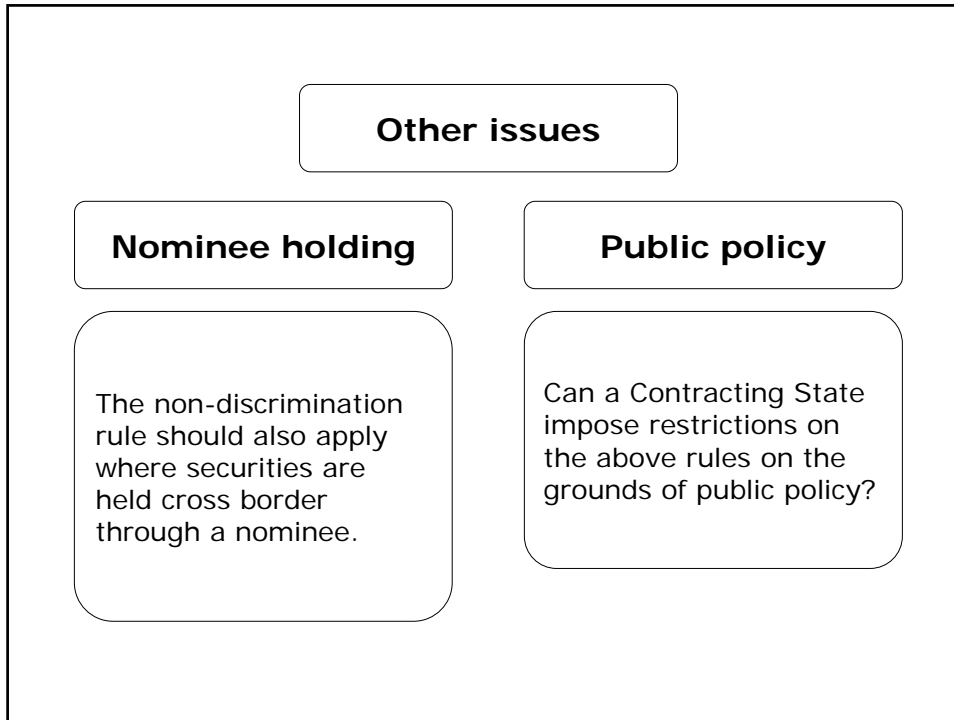 Other issues
Nominee holding
The non-discrimination
rule should also apply
where securities are
held cross border
through a nominee.
Public policy
Can a Contracting State
impose restrictions on
the above rules on the
grounds of public policy?